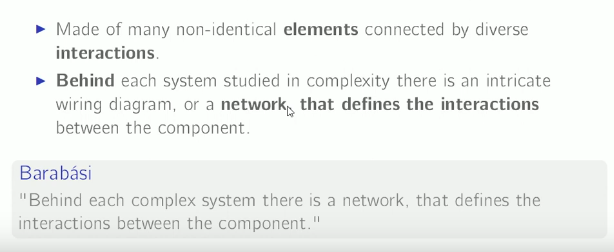 Made of many non-identical elements connected by diverse
interactions.
Behind each system studied in complexity there is an intricate
wiring diagram, or a network, that defines the interactions
between the component.
Barabási
"Behind each complex system there is a network, that defines the
interactions between the component."